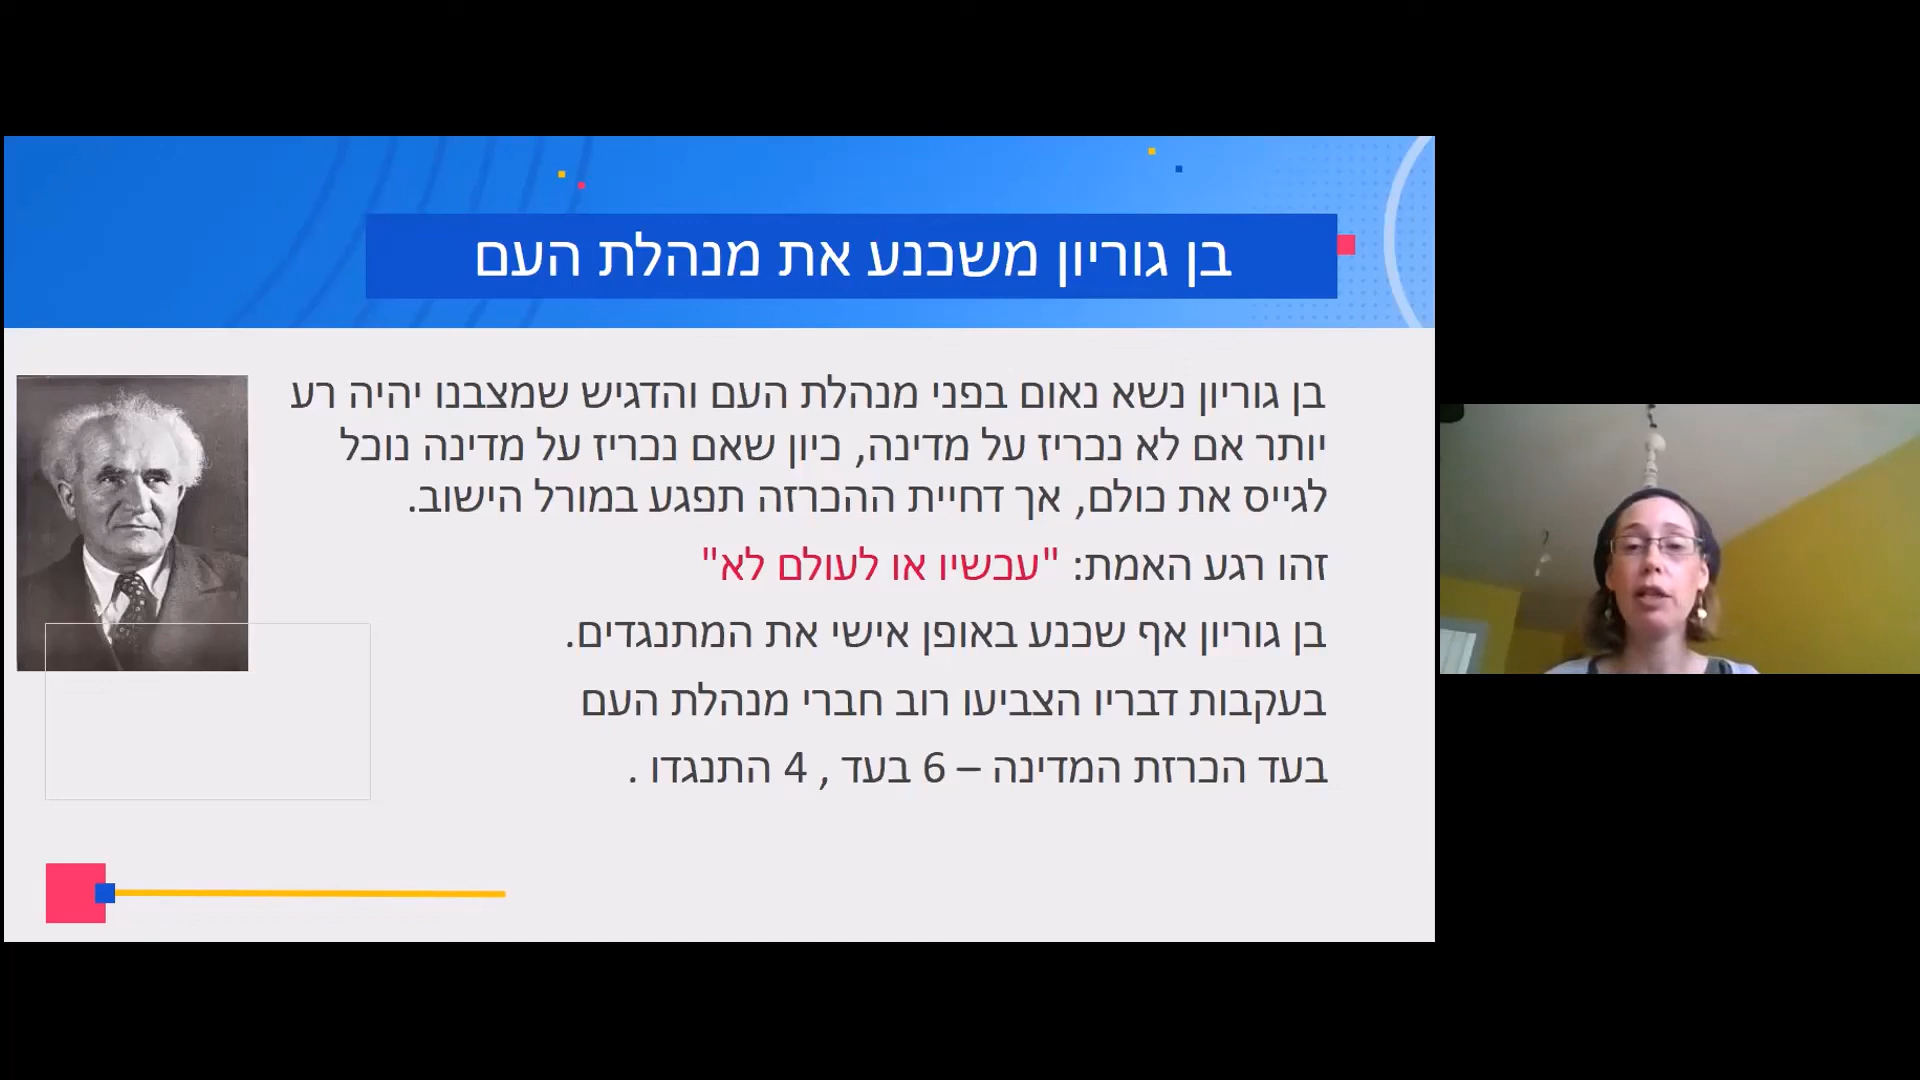 בן גוריון משכנע את מנהלת העם
בן גוריון נשא נאום בפני מנהלת העם והדגיש שמצבנו יהיה רע
יותר אם לא נכריז על מדינה, כיון שאם נכריז על מדינה נוכל
לגייס את כולם, אך דחיית ההכרזה תפגע במורל הישוב.
זהו רגע האמת: "עכשיו או לעולם לא"
בן גוריון אף שכנע באופן אישי את המתנגדים.
בעקבות דבריו הצביעו רוב חברי מנהלת העם
בעד הכרזת המדינה – 6 בעד , 4 התנגדו .